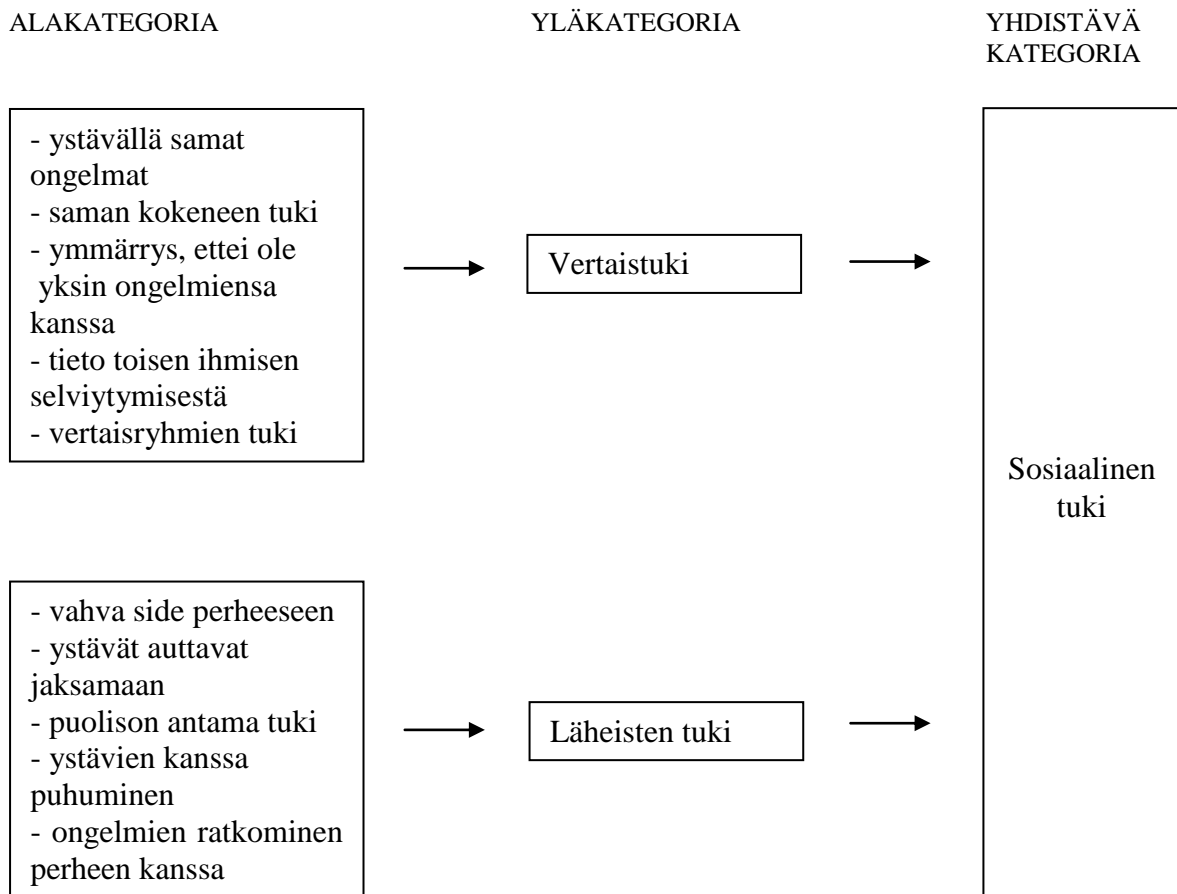 ALAKATEGORIA
YLÄKATEGORIA
YHDISTÄVÄ
KATEGORIA
- ystävällä samat
ongelmat
- saman kokeneen tuki
- ymmärrys, ettei ole
yksin ongelmiensa
kanssa
- tieto toisen ihmisen
selviytymisestä
- vertaisryhmien tuki
Vertaistuki
- vahva side perheeseen
- ystävät auttavat
jaksamaan
- puolison antama tuki
- ystävien kanssa
puhuminen
- ongelmien ratkominen
perheen kanssa
Läheisten tuki
Sosiaalinen
tuki